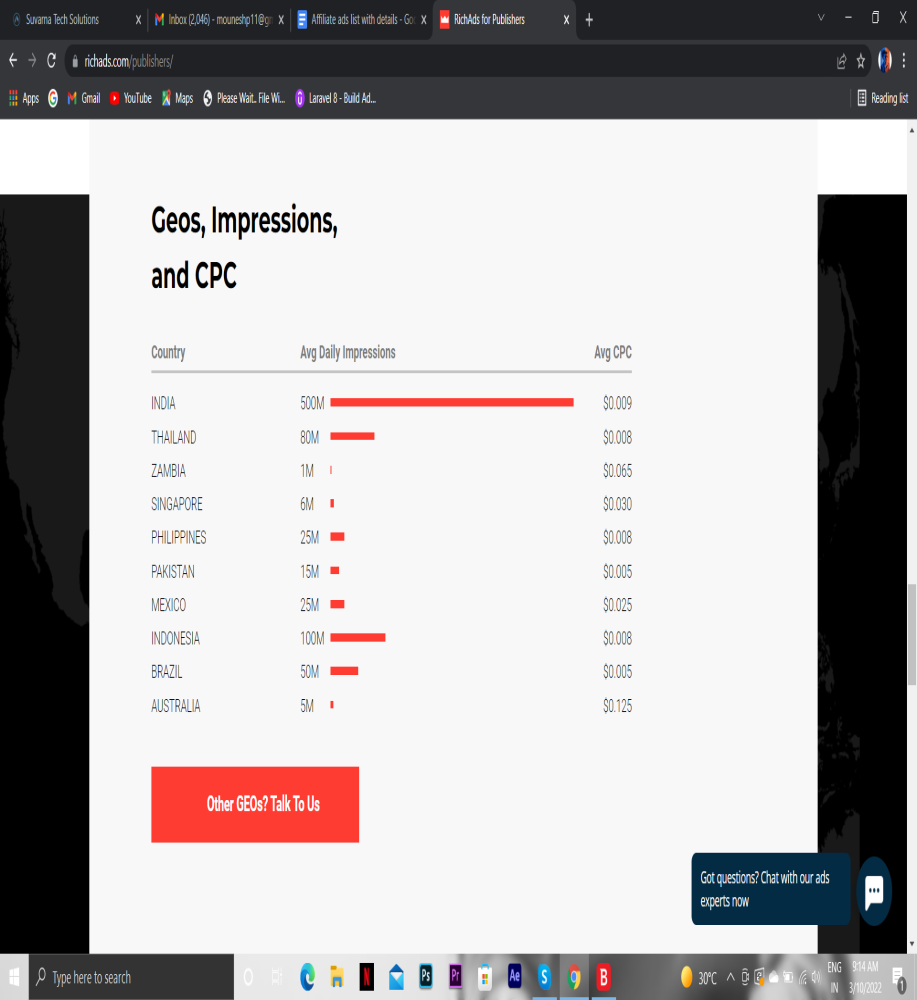 Suvarna Tech Solutions
Inbox (2,046) - mouneshp11@g
Affiliate ads list with details - Go
RichAds for Publishers
richads.com/publishers/
Apps
Gmail
YouTube
Maps
Please Wait.. File Wi...
Laravel 8 - Build Ad...
Reading list
Geos, Impressions,
and CPC
Country Avg Daily Impressions Avg CPC
INDIA 500M $0.009
THAILAND 80M $0.008
ZAMBIA 1M $0.065
SINGAPORE 6M $0.030
PHILIPPINES 25M $0.008
PAKISTAN 15M $0.005
MEXICO 25M $0.025
INDONESIA 100M $0.008
BRAZIL 50M $0.005
AUSTRALIA 5M $0.125
Other GEOs? Talk To Us
Got questions? Chat with our ads
experts now
Type here to search
Ps
Pr
Ae
S
B
30°C
ENG
IN
9:14 AM
3/10/2022
1